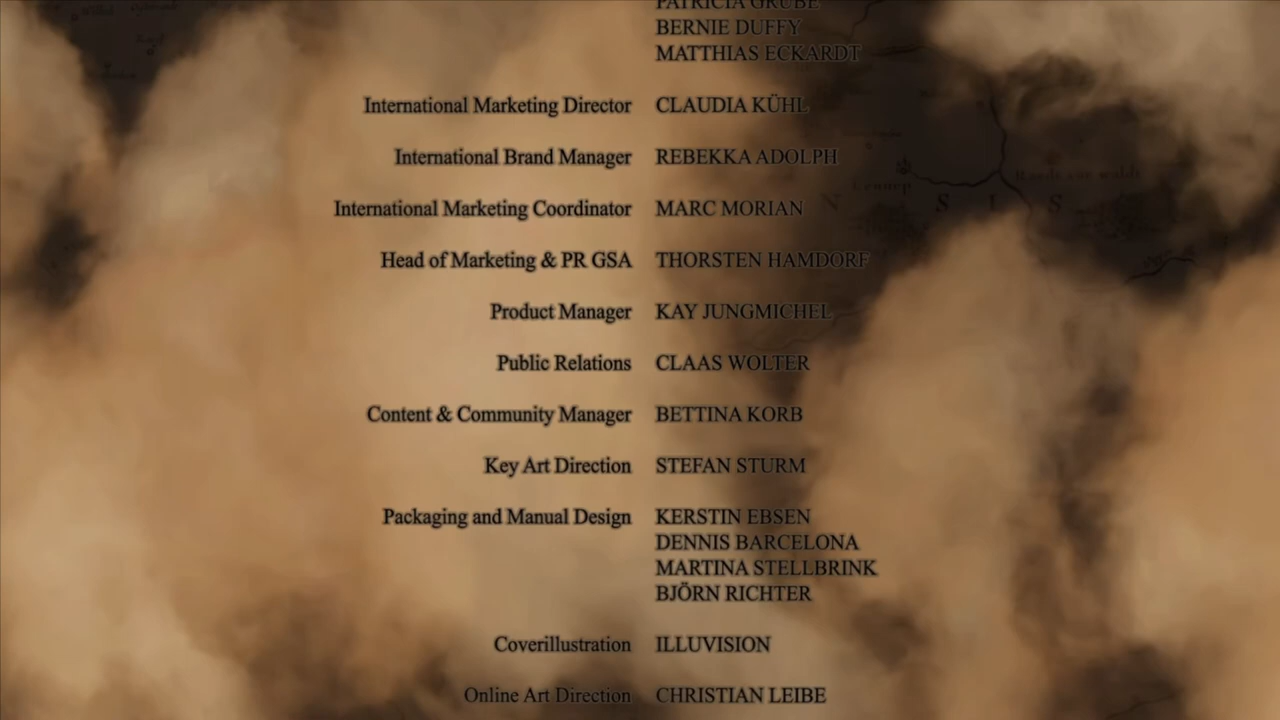 PATRICIA GRUBE
BERNIE DUFFY
MATTHIAS ECKARDT
International Marketing Director CLAUDIA KÜHL
International Brand Manager REBEKKA ADOLPH
International Marketing Coordinator MARC MORIAN
Head of Marketing & PR GSA THORSTEN HAMDORF
Product Manager KAY JUNGMICHEL
Public Relations CLAAS WOLTER
Content & Community Manager BETTINA KORB
Key Art Direction STEFAN STURM
Packaging and Manual Design KERSTIN EBSEN
DENNIS BARCELONA
MARTINA STELLBRINK
BJÖRN RICHTER
Coverillustration ILLUVISION
Online Art Direction CHRISTIAN LEIBE